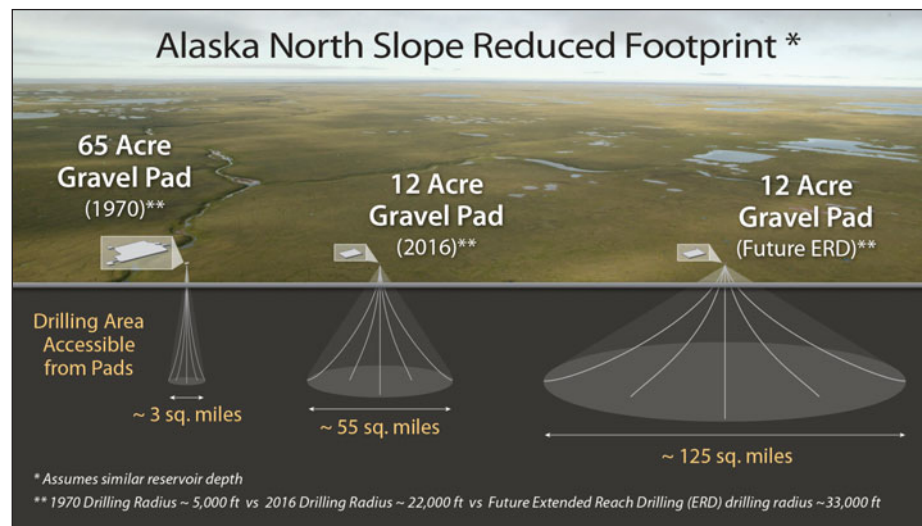 Alaska North Slope Reduced Footprint *
65 Acre
Gravel Pad
(1970)**
12 Acre
Gravel Pad
(2016)**
12 Acre
Gravel Pad
(Future ERD)**
Drilling Area
Accessible
from Pads
~ 3 sq. miles
~ 55 sq. miles
~ 125 sq. miles
* Assumes similar reservoir depth
** 1970 Drilling Radius ~ 5,000 ft vs 2016 Drilling Radius ~ 22,000 ft vs Future Extended Reach Drilling (ERD) drilling radius ~33,000 ft